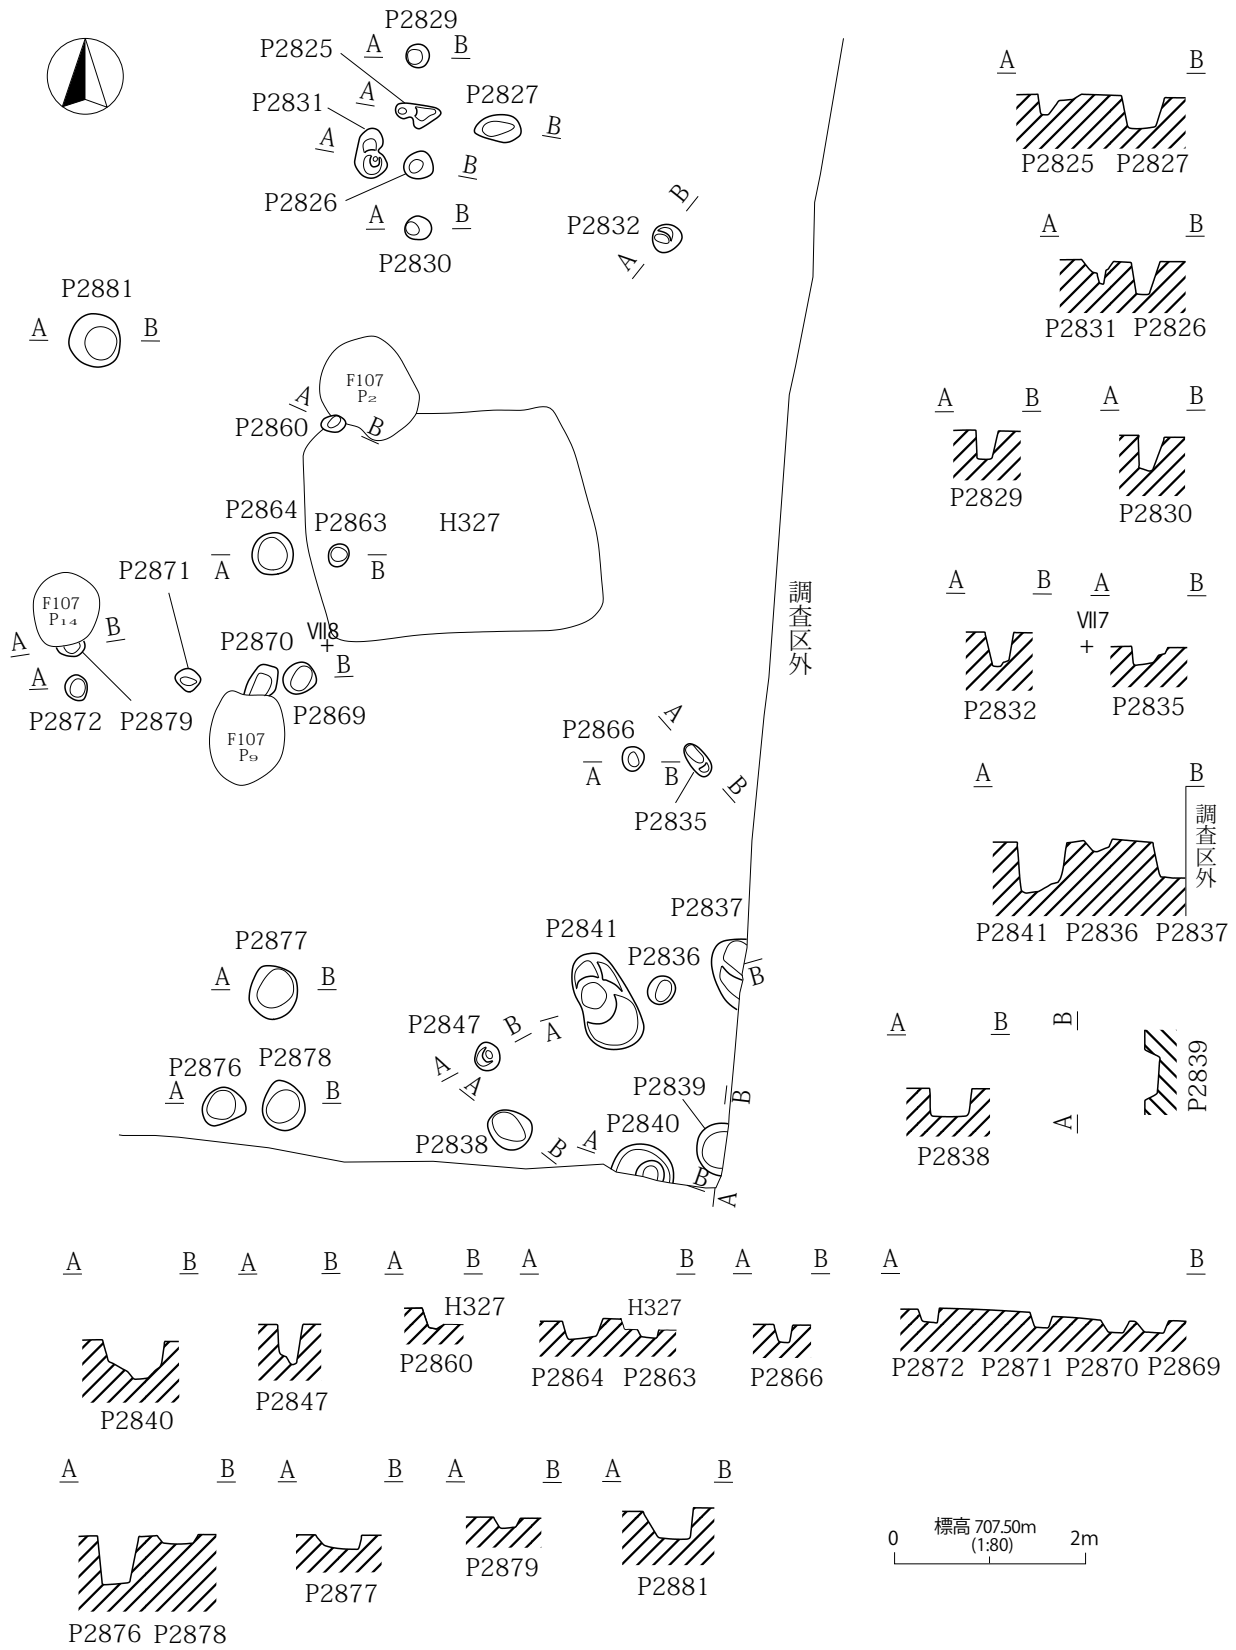 P2829
A B
P2825
A
P2827
B
P2831
A
B
P2826
A B
P2830
P2832
B
A
P2881
A B
F107
P2
A
P2860
B
P2864
P2863
H327
A B
P2871
F107
P14
A B
P2870
VII8
+
B
A
P2872 P2879
P2869
F107
P9
P2866
A
A B
B
P2835
調査区外
P2837
P2841
P2836
B
P2877
A B
P2847
B A
A
A
P2876 P2878
A B
P2839
B
P2840
P2838
B A
B
A
A B
P2825 P2827
A B
P2831 P2826
A B
P2829
A B
P2830
A B
P2832
VII7
+
A B
P2835
A B
調査区外
P2841 P2836 P2837
A B
P2838
B
A
P2839
A B
P2840
A B
P2847
A B
H327
P2860
A B
H327
P2864 P2863
A B
P2866
A B
P2872 P2871 P2870 P2869
A B
P2876 P2878
A B
P2877
A B
P2879
A B
P2881
標高 707.50m
(1:80)
0 2m